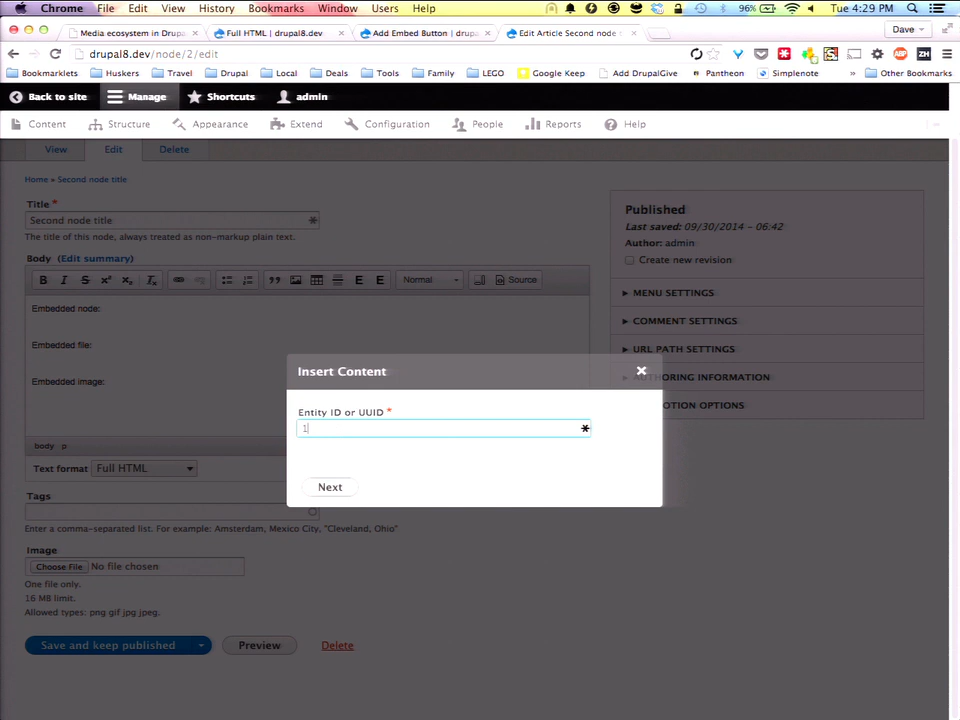 Chrome File Edit View History Bookmarks Window Users Help 96% Tue 4:29 PM
Media ecosystem in Drupa Full HTML | drupal8.dev Add Embed Button | drupal Edit Article Second node t Dave
drupal8.dev/node/2/edit
Bookmarklets Huskers Travel Drupal Local Deals Tools Family LEGO Google Keep Add DrupalGive Pantheon Simplenote » Other Bookmarks
Back to site Manage Shortcuts admin
Content Structure Appearance Extend Configuration People Reports Help
View Edit Delete
Home » Second node title
Title *
Second node title
The title of this node, always treated as non-markup plain text.
Body (Edit summary)
B I S x² x₂ Tx Normal Source
Embedded node:
Embedded file:
Embedded image:
body p
Text format Full HTML
Tags
Enter a comma-separated list. For example: Amsterdam, Mexico City, "Cleveland, Ohio"
Image
Choose File No file chosen
One file only.
16 MB limit.
Allowed types: png gif jpg jpeg.
Save and keep published Preview Delete
Published
Last saved: 09/30/2014 - 06:42
Author: admin
Create new revision
MENU SETTINGS
COMMENT SETTINGS
URL PATH SETTINGS
AUTHORING INFORMATION
OTION OPTIONS
Insert Content
Entity ID or UUID *
1
Next